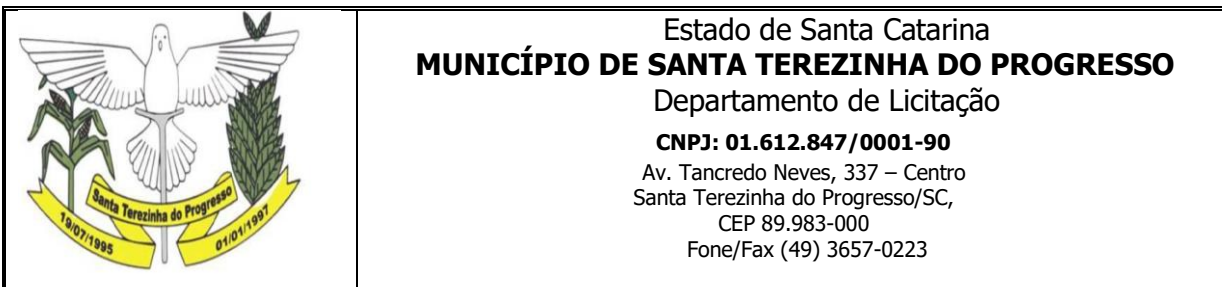 Santa Terezinha do Progresso
19/07/1995
01/01/1997
Estado de Santa Catarina
MUNICÍPIO DE SANTA TEREZINHA DO PROGRESSO
Departamento de Licitação
CNPJ: 01.612.847/0001-90
Av. Tancredo Neves, 337 – Centro
Santa Terezinha do Progresso/SC,
CEP 89.983-000
Fone/Fax (49) 3657-0223